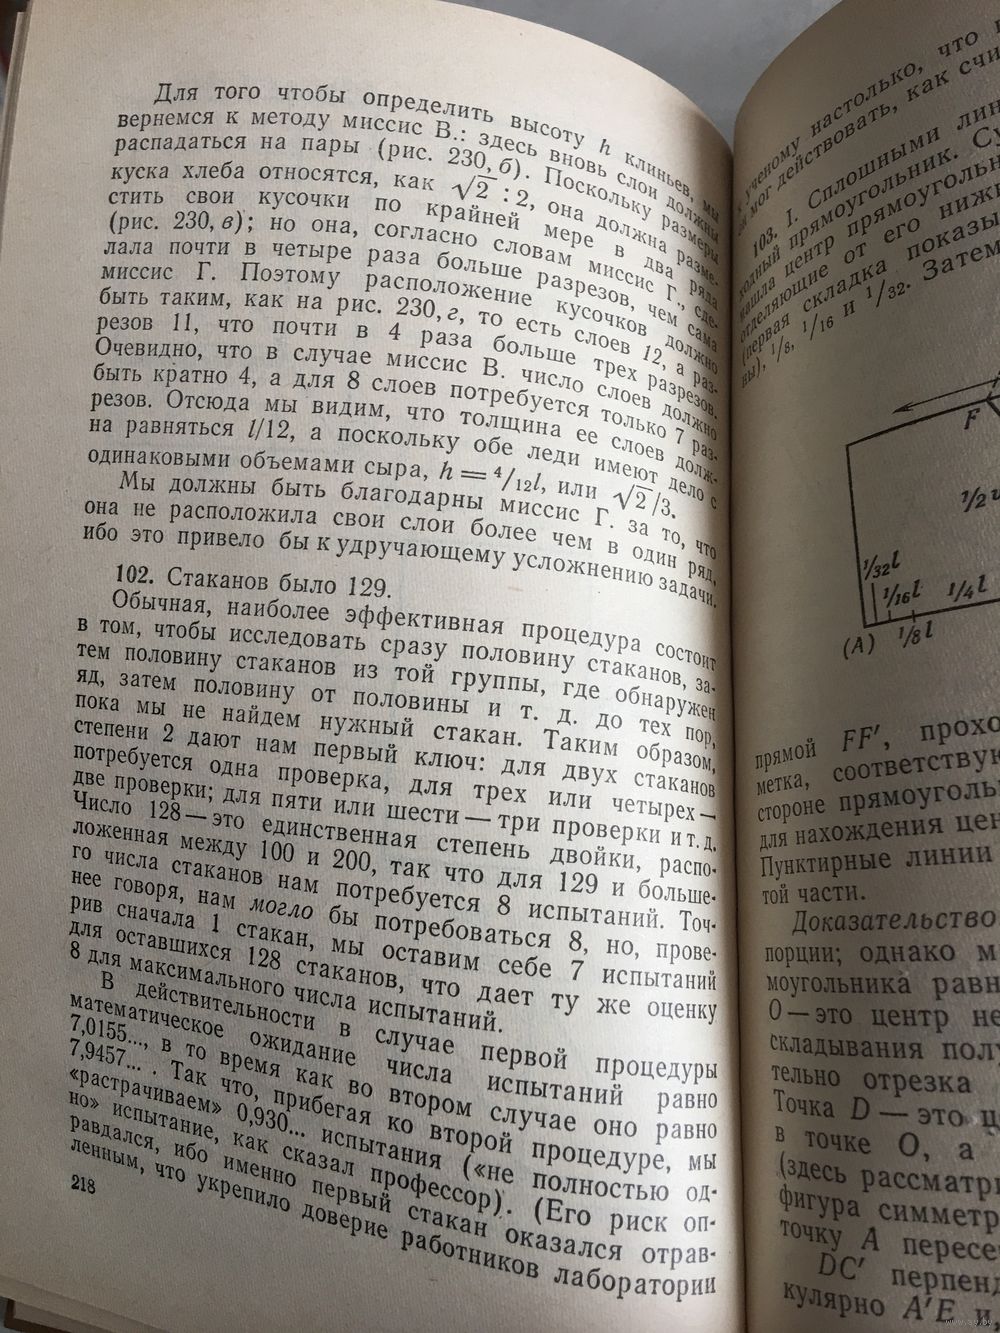 Для того чтобы определить высоту h клиньев, мы
вернемся к методу миссис В.: здесь вновь слои должны
распадаться на пары (рис. 230, б). Поскольку размеры
куска хлеба относятся, как √2 : 2, она должна разме-
стить свои кусочки по крайней мере в два ряда
(рис. 230, в); но она, согласно словам миссис Г., сде-
лала почти в четыре раза больше разрезов, чем сама
миссис Г. Поэтому расположение кусочков должно
быть таким, как на рис. 230, г, то есть слоев 12, а раз-
резов 11, что почти в 4 раза больше трех разрезов.
Очевидно, что в случае миссис В. число слоев должно
быть кратно 4, а для 8 слоев потребуется только 7 раз-
резов. Отсюда мы видим, что толщина ее слоев долж-
на равняться l/12, а поскольку обе леди имеют дело с
одинаковыми объемами сыра, h = 4/12l, или √2/3.
Мы должны быть благодарны миссис Г. за то, что
она не расположила свои слои более чем в один ряд,
ибо это привело бы к удручающему усложнению задачи.
102. Стаканов было 129.
Обычная, наиболее эффективная процедура состоит
в том, чтобы исследовать сразу половину стаканов, за-
тем половину стаканов из той группы, где обнаружен
яд, затем половину от половины и т. д. до тех пор,
пока мы не найдем нужный стакан. Таким образом,
степени 2 дают нам первый ключ: для двух стаканов
потребуется одна проверка, для трех или четырех —
две проверки; для пяти или шести — три проверки и т. д.
Число 128 — это единственная степень двойки, распо-
ложенная между 100 и 200, так что для 129 и больше-
го числа стаканов нам потребуется 8 испытаний. Точ-
нее говоря, нам могло бы потребоваться 8, но, прове-
рив сначала 1 стакан, мы оставим себе 7 испытаний
для оставшихся 128 стаканов, что дает ту же оценку
8 для максимального числа испытаний.
В действительности в случае первой процедуры
математическое ожидание числа испытаний равно
7,0155..., в то время как во втором случае оно равно
7,9457... . Так что, прибегая ко второй процедуре, мы
«растрачиваем» 0,930... испытания («не полностью од-
но» испытание, как сказал профессор). (Его риск оп-
равдался, ибо именно первый стакан оказался отрав-
ленным, что укрепило доверие работников лаборатории
218
к ученому настолько, что
мог действовать, как
103. I. Сплошными
прямоугольник.
нашла центр
отделяющие от его
(первая складка
ны), 1/8, 1/16 и 1/32. Затем
F
1/2
1/32l
1/16l
1/4l
(A)
1/8l
прямой FF′,
метка,
стороне
для нахождения
Пунктирные линии
той части.
Доказательство
порции; однако
O — это центр
складывания
тельно отрезка
Точка D — это
в точке O, а
(здесь
фигура
точку A
DC′
кулярно A′E и